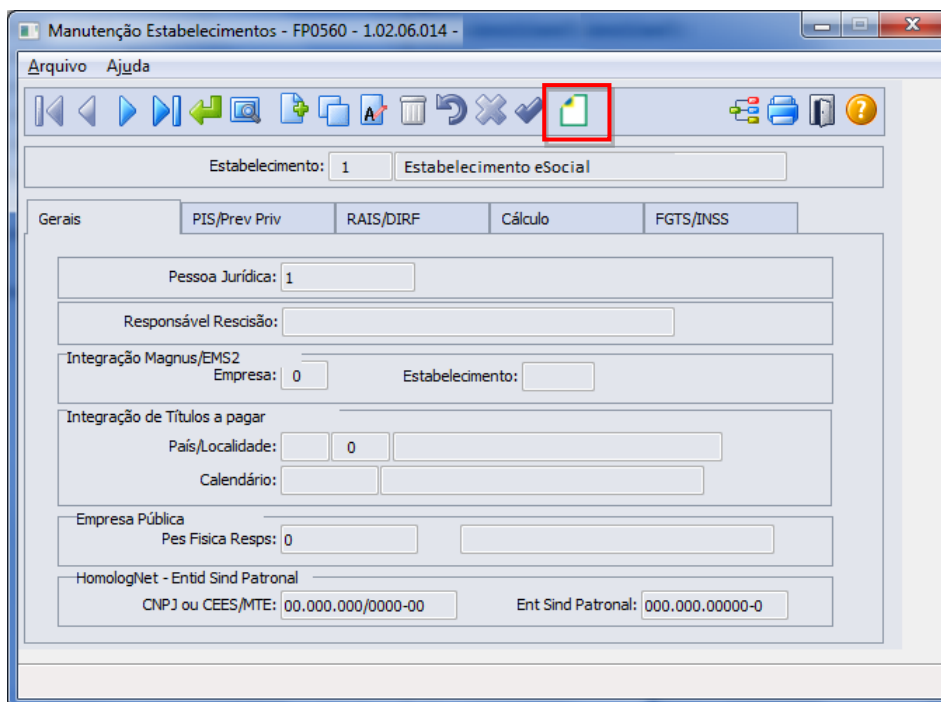 Manutenção Estabelecimentos - FP0560 - 1.02.06.014 -
Arquivo Ajuda
Estabelecimento: 1 Estabelecimento eSocial
Gerais PIS/Prev Priv RAIS/DIRF Cálculo FGTS/INSS
Pessoa Jurídica: 1
Responsável Rescisão:
Integração Magnus/EMS2
Empresa: 0 Estabelecimento:
Integração de Títulos a pagar
País/Localidade: 0
Calendário:
Empresa Pública
Pes Fisica Resps: 0
HomologNet - Entid Sind Patronal
CNPJ ou CEES/MTE: 00.000.000/0000-00 Ent Sind Patronal: 000.000.00000-0